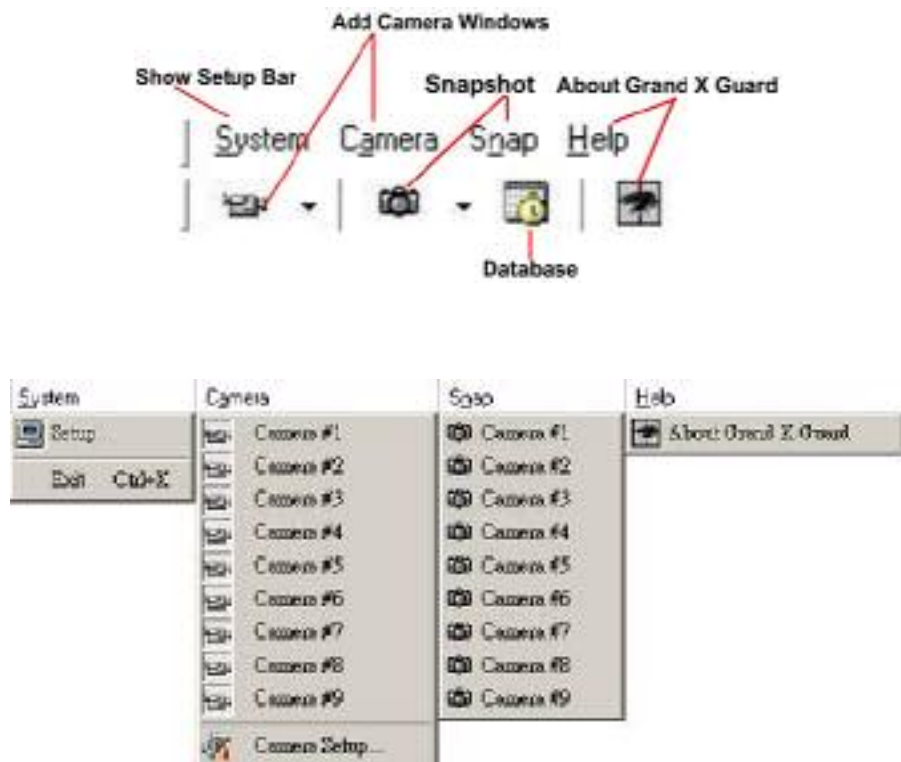 Add Camera Windows
Show Setup Bar
Snapshot
About Grand X Guard
System Camera Snap Help
Database
System
Setup
Exit Ctrl+X
Camera
Camera #1
Camera #2
Camera #3
Camera #4
Camera #5
Camera #6
Camera #7
Camera #8
Camera #9
Camera Setup...
Snap
Camera #1
Camera #2
Camera #3
Camera #4
Camera #5
Camera #6
Camera #7
Camera #8
Camera #9
Help
About Grand X Guard